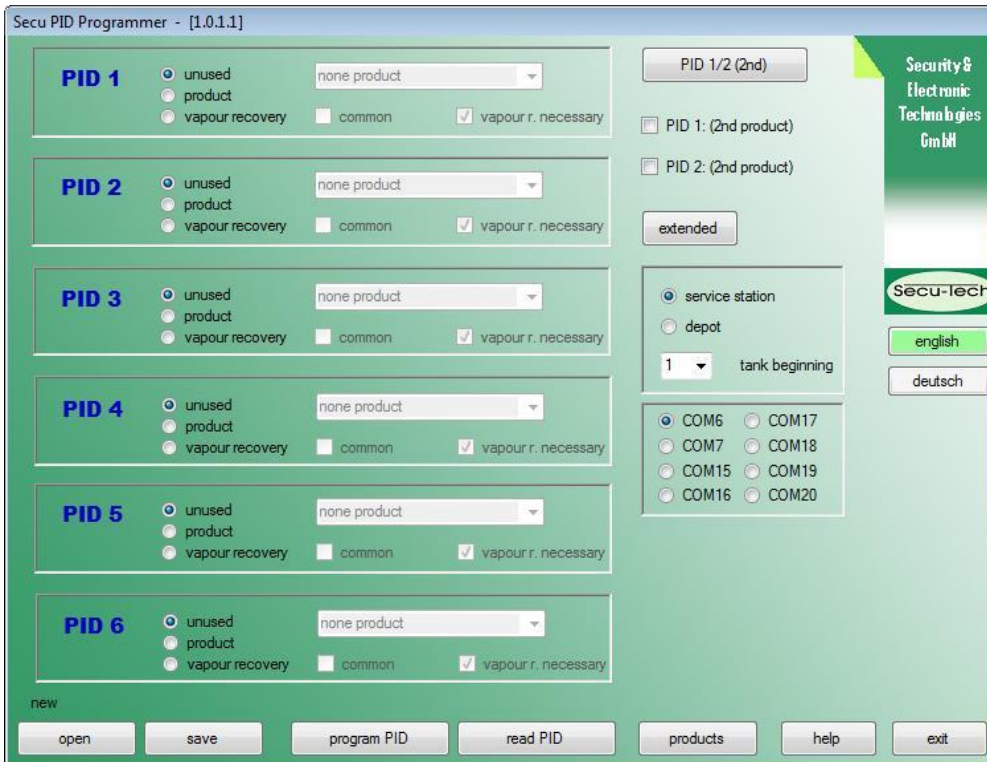 Secu PID Programmer - [1.0.1.1]
PID 1
unused
product
vapour recovery
none product
common
vapour r. necessary
PID 2
unused
product
vapour recovery
none product
common
vapour r. necessary
PID 3
unused
product
vapour recovery
none product
common
vapour r. necessary
PID 4
unused
product
vapour recovery
none product
common
vapour r. necessary
PID 5
unused
product
vapour recovery
none product
common
vapour r. necessary
PID 6
unused
product
vapour recovery
none product
common
vapour r. necessary
PID 1/2 (2nd)
PID 1: (2nd product)
PID 2: (2nd product)
extended
service station
depot
1 tank beginning
COM6 COM17
COM7 COM18
COM15 COM19
COM16 COM20
Security &
Electronic
Technologies
GmbH
Secu-Tech
english
deutsch
new
open save program PID read PID products help exit